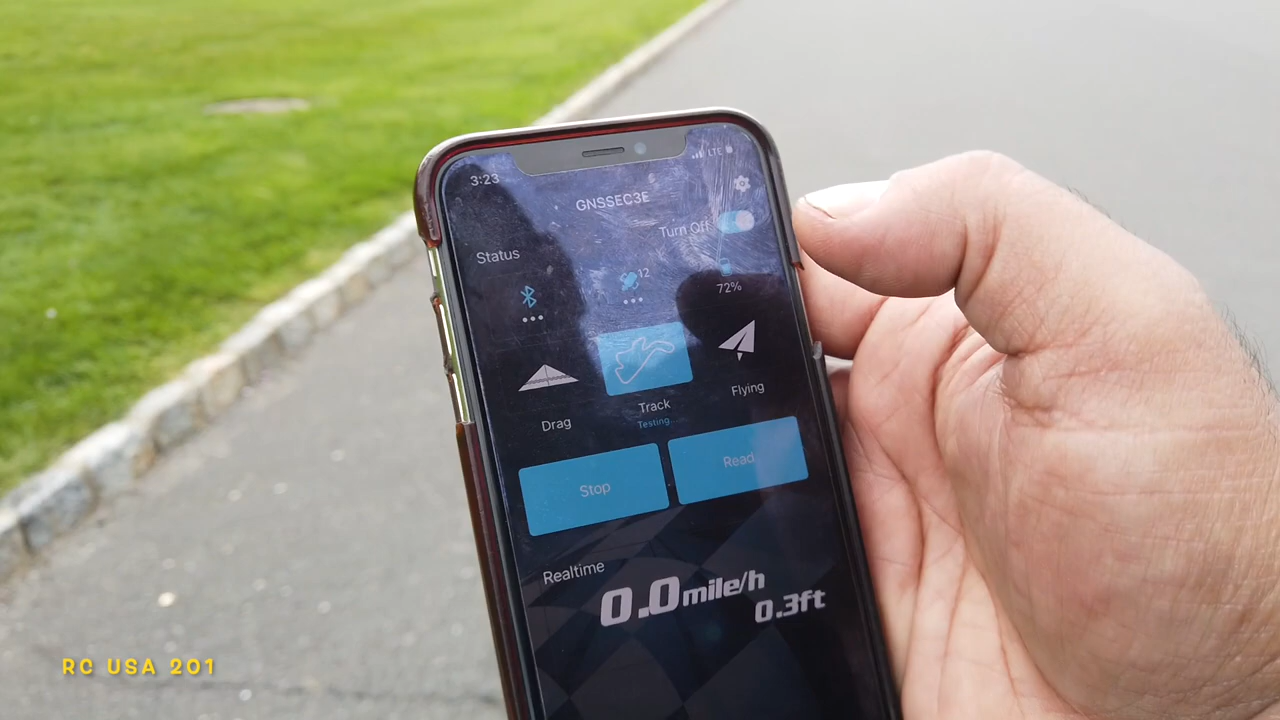 3:23
LTE
GNSSEC3E
Turn Off
Status
12
72%
Drag
Track
Flying
Testing
Stop
Read
Realtime
0.0mile/h
0.3ft
RC USA 201